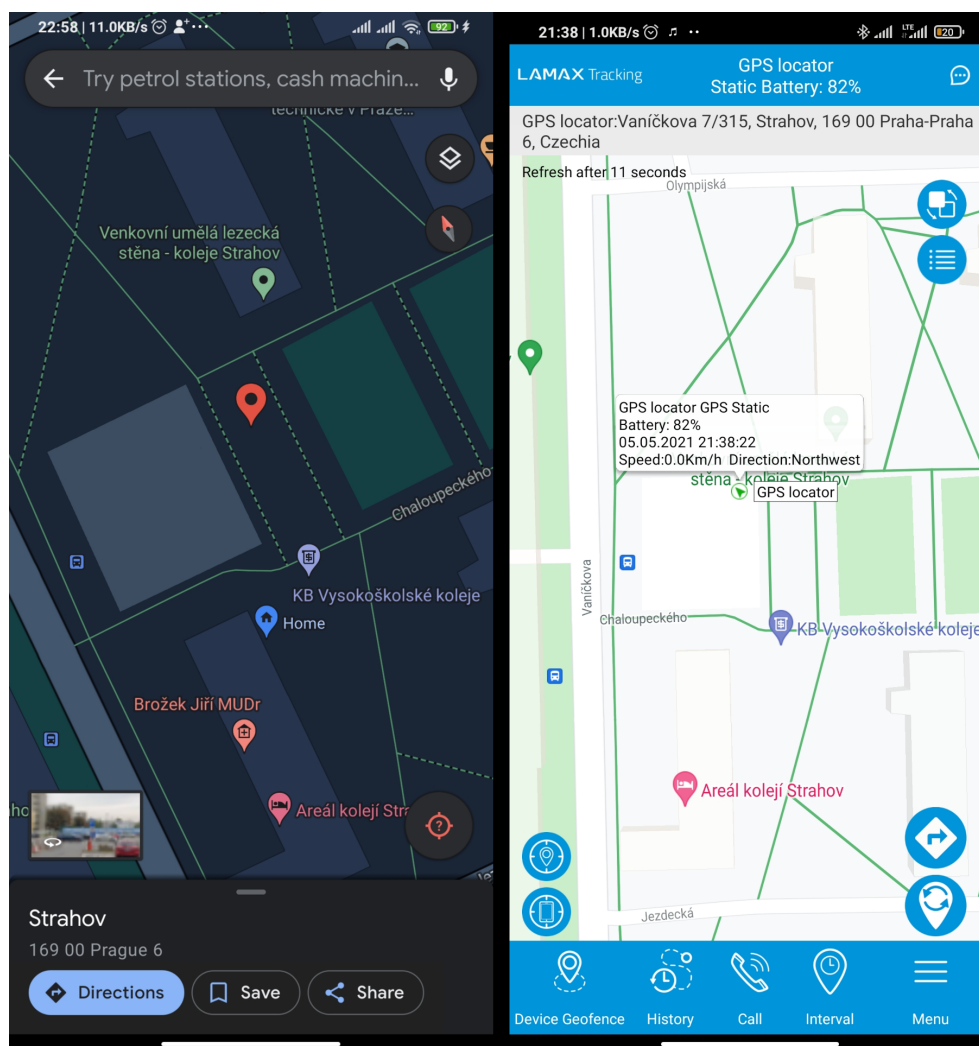 22:58 | 11.0KB/s
92
Try petrol stations, cash machin...
technické v Praze...
Venkovní umělá lezecká
stěna - koleje Strahov
Chaloupeckého
KB Vysokoškolské koleje
Home
Brožek Jiří MUDr
Areál kolejí Stra
Strahov
169 00 Prague 6
Directions
Save
Share
21:38 | 1.0KB/s
LTE
20
LAMAX Tracking
GPS locator
Static Battery: 82%
GPS locator:Vaníčkova 7/315, Strahov, 169 00 Praha-Praha
6, Czechia
Refresh after 11 seconds
Olympijská
GPS locator GPS Static
Battery: 82%
05.05.2021 21:38:22
Speed:0.0Km/h Direction:Northwest
stěna - koleje Strahov
GPS locator
Vaníčkova
Chaloupeckého
KB Vysokoškolské koleje
Areál kolejí Strahov
Jezdecká
Device Geofence
History
Call
Interval
Menu